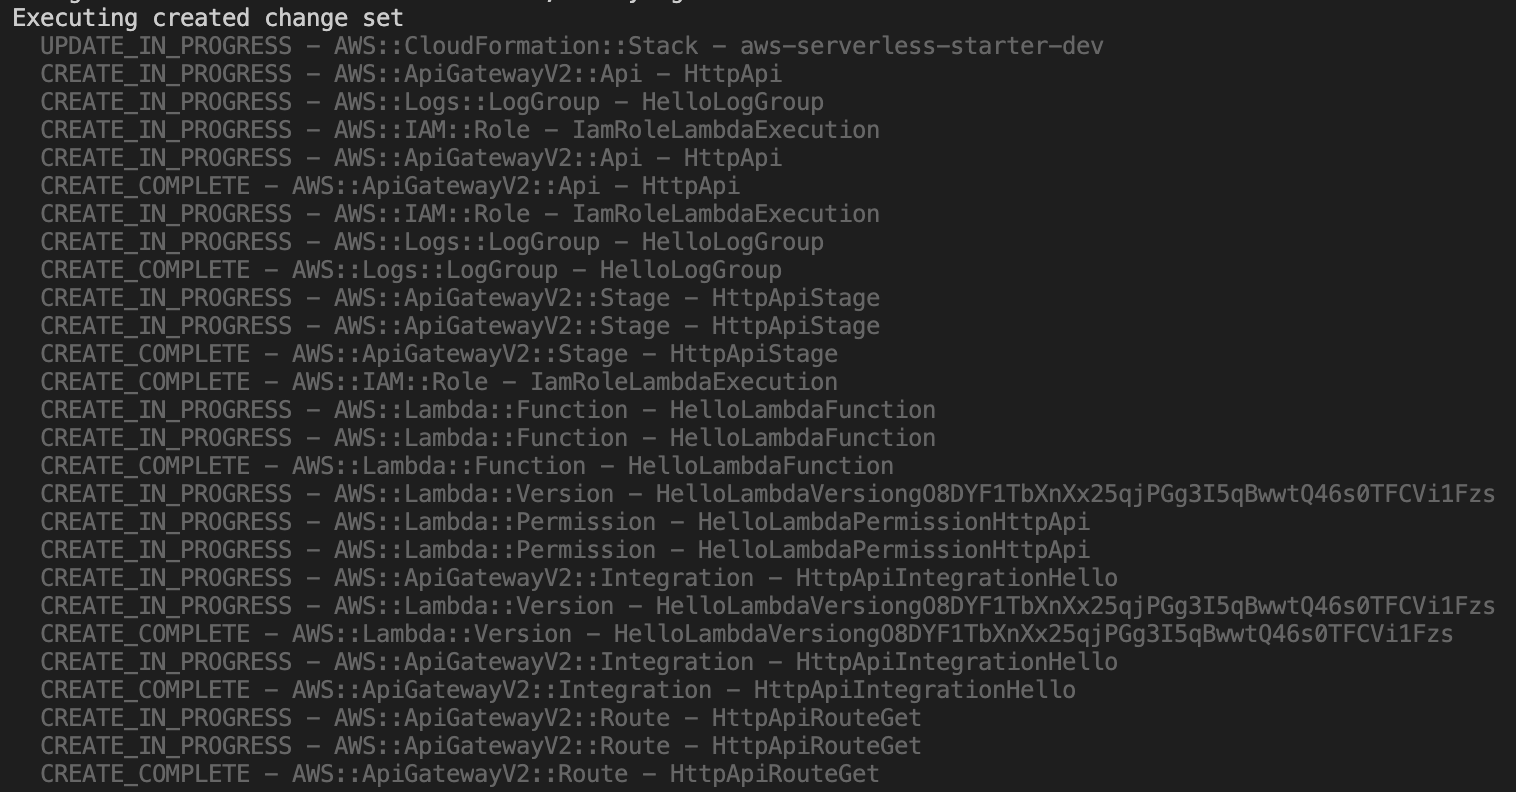 Executing created change set
UPDATE_IN_PROGRESS – AWS::CloudFormation::Stack – aws-serverless-starter-dev
CREATE_IN_PROGRESS – AWS::ApiGatewayV2::Api – HttpApi
CREATE_IN_PROGRESS – AWS::Logs::LogGroup – HelloLogGroup
CREATE_IN_PROGRESS – AWS::IAM::Role – IamRoleLambdaExecution
CREATE_IN_PROGRESS – AWS::ApiGatewayV2::Api – HttpApi
CREATE_COMPLETE – AWS::ApiGatewayV2::Api – HttpApi
CREATE_IN_PROGRESS – AWS::IAM::Role – IamRoleLambdaExecution
CREATE_IN_PROGRESS – AWS::Logs::LogGroup – HelloLogGroup
CREATE_COMPLETE – AWS::Logs::LogGroup – HelloLogGroup
CREATE_IN_PROGRESS – AWS::ApiGatewayV2::Stage – HttpApiStage
CREATE_IN_PROGRESS – AWS::ApiGatewayV2::Stage – HttpApiStage
CREATE_COMPLETE – AWS::ApiGatewayV2::Stage – HttpApiStage
CREATE_COMPLETE – AWS::IAM::Role – IamRoleLambdaExecution
CREATE_IN_PROGRESS – AWS::Lambda::Function – HelloLambdaFunction
CREATE_IN_PROGRESS – AWS::Lambda::Function – HelloLambdaFunction
CREATE_COMPLETE – AWS::Lambda::Function – HelloLambdaFunction
CREATE_IN_PROGRESS – AWS::Lambda::Version – HelloLambdaVersiongO8DYF1TbXnXx25qjPGg3I5qBwwtQ46s0TFCVi1Fzs
CREATE_IN_PROGRESS – AWS::Lambda::Permission – HelloLambdaPermissionHttpApi
CREATE_IN_PROGRESS – AWS::Lambda::Permission – HelloLambdaPermissionHttpApi
CREATE_IN_PROGRESS – AWS::ApiGatewayV2::Integration – HttpApiIntegrationHello
CREATE_IN_PROGRESS – AWS::Lambda::Version – HelloLambdaVersiongO8DYF1TbXnXx25qjPGg3I5qBwwtQ46s0TFCVi1Fzs
CREATE_COMPLETE – AWS::Lambda::Version – HelloLambdaVersiongO8DYF1TbXnXx25qjPGg3I5qBwwtQ46s0TFCVi1Fzs
CREATE_IN_PROGRESS – AWS::ApiGatewayV2::Integration – HttpApiIntegrationHello
CREATE_COMPLETE – AWS::ApiGatewayV2::Integration – HttpApiIntegrationHello
CREATE_IN_PROGRESS – AWS::ApiGatewayV2::Route – HttpApiRouteGet
CREATE_IN_PROGRESS – AWS::ApiGatewayV2::Route – HttpApiRouteGet
CREATE_COMPLETE – AWS::ApiGatewayV2::Route – HttpApiRouteGet